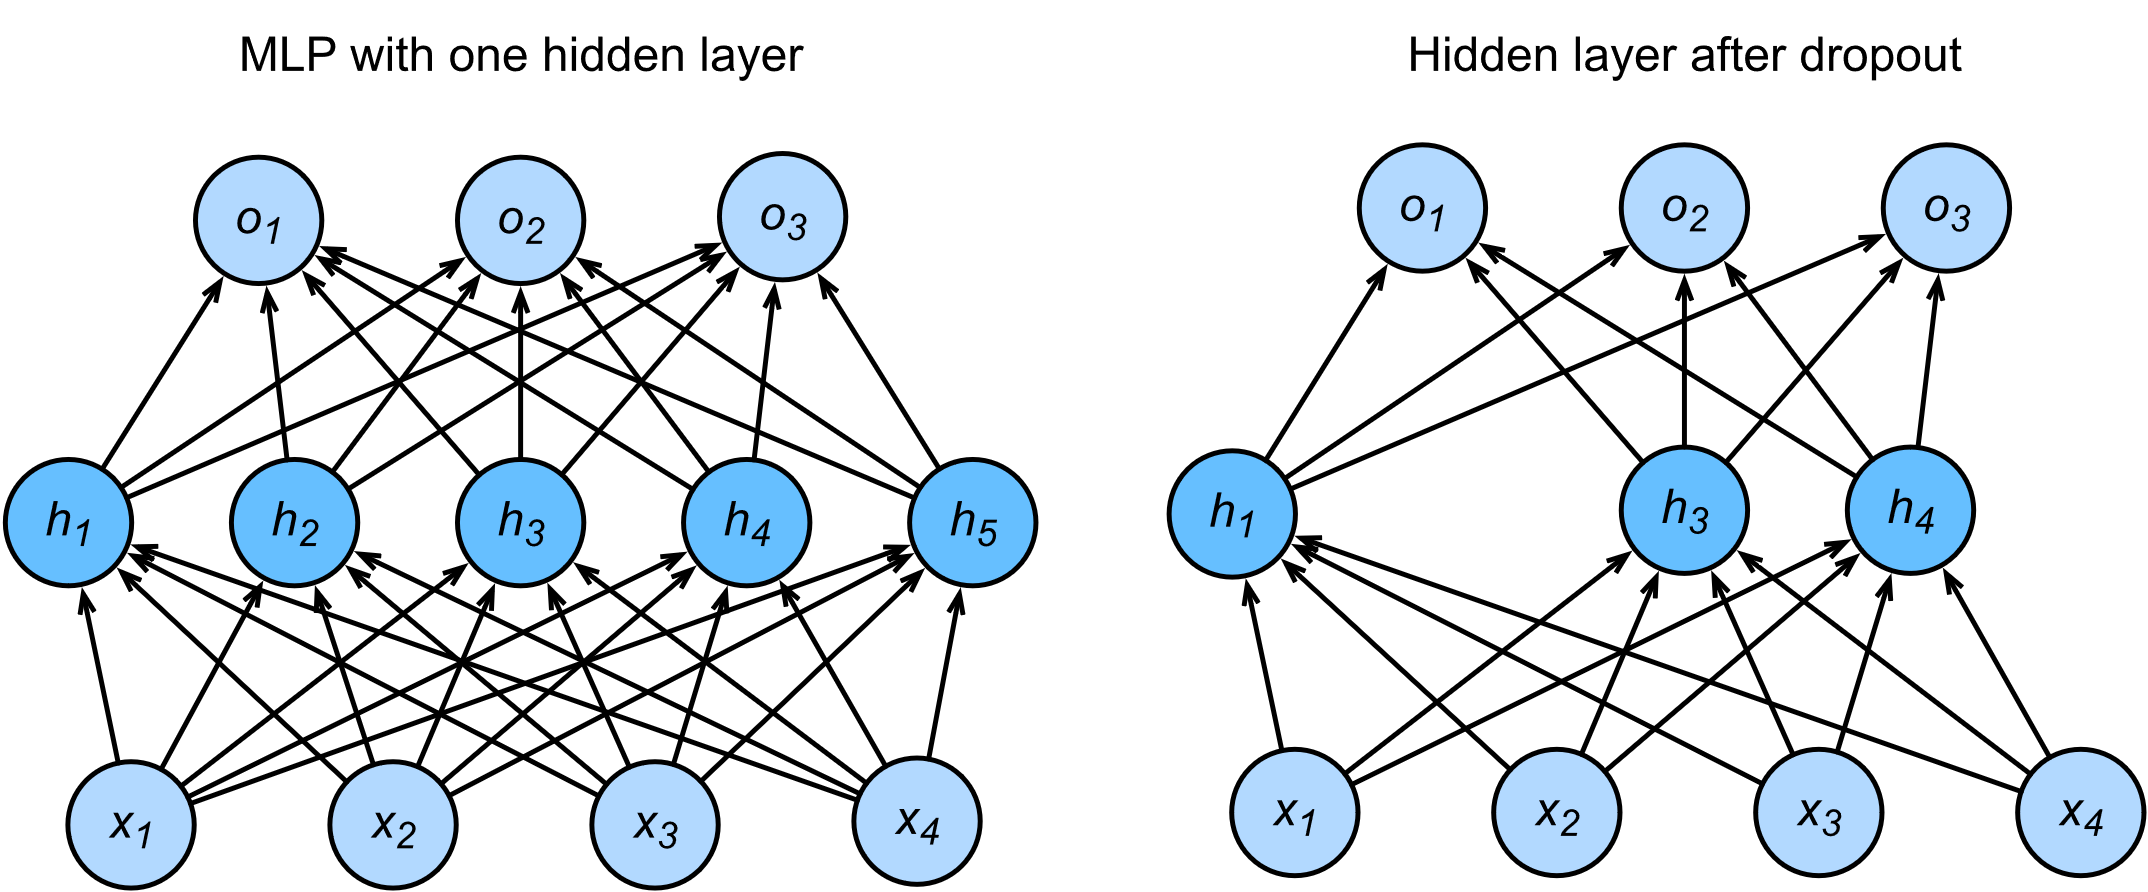 MLP with one hidden layer
o1 o2 o3
h1 h2 h3 h4 h5
x1 x2 x3 x4
Hidden layer after dropout
o1 o2 o3
h1 h3 h4
x1 x2 x3 x4